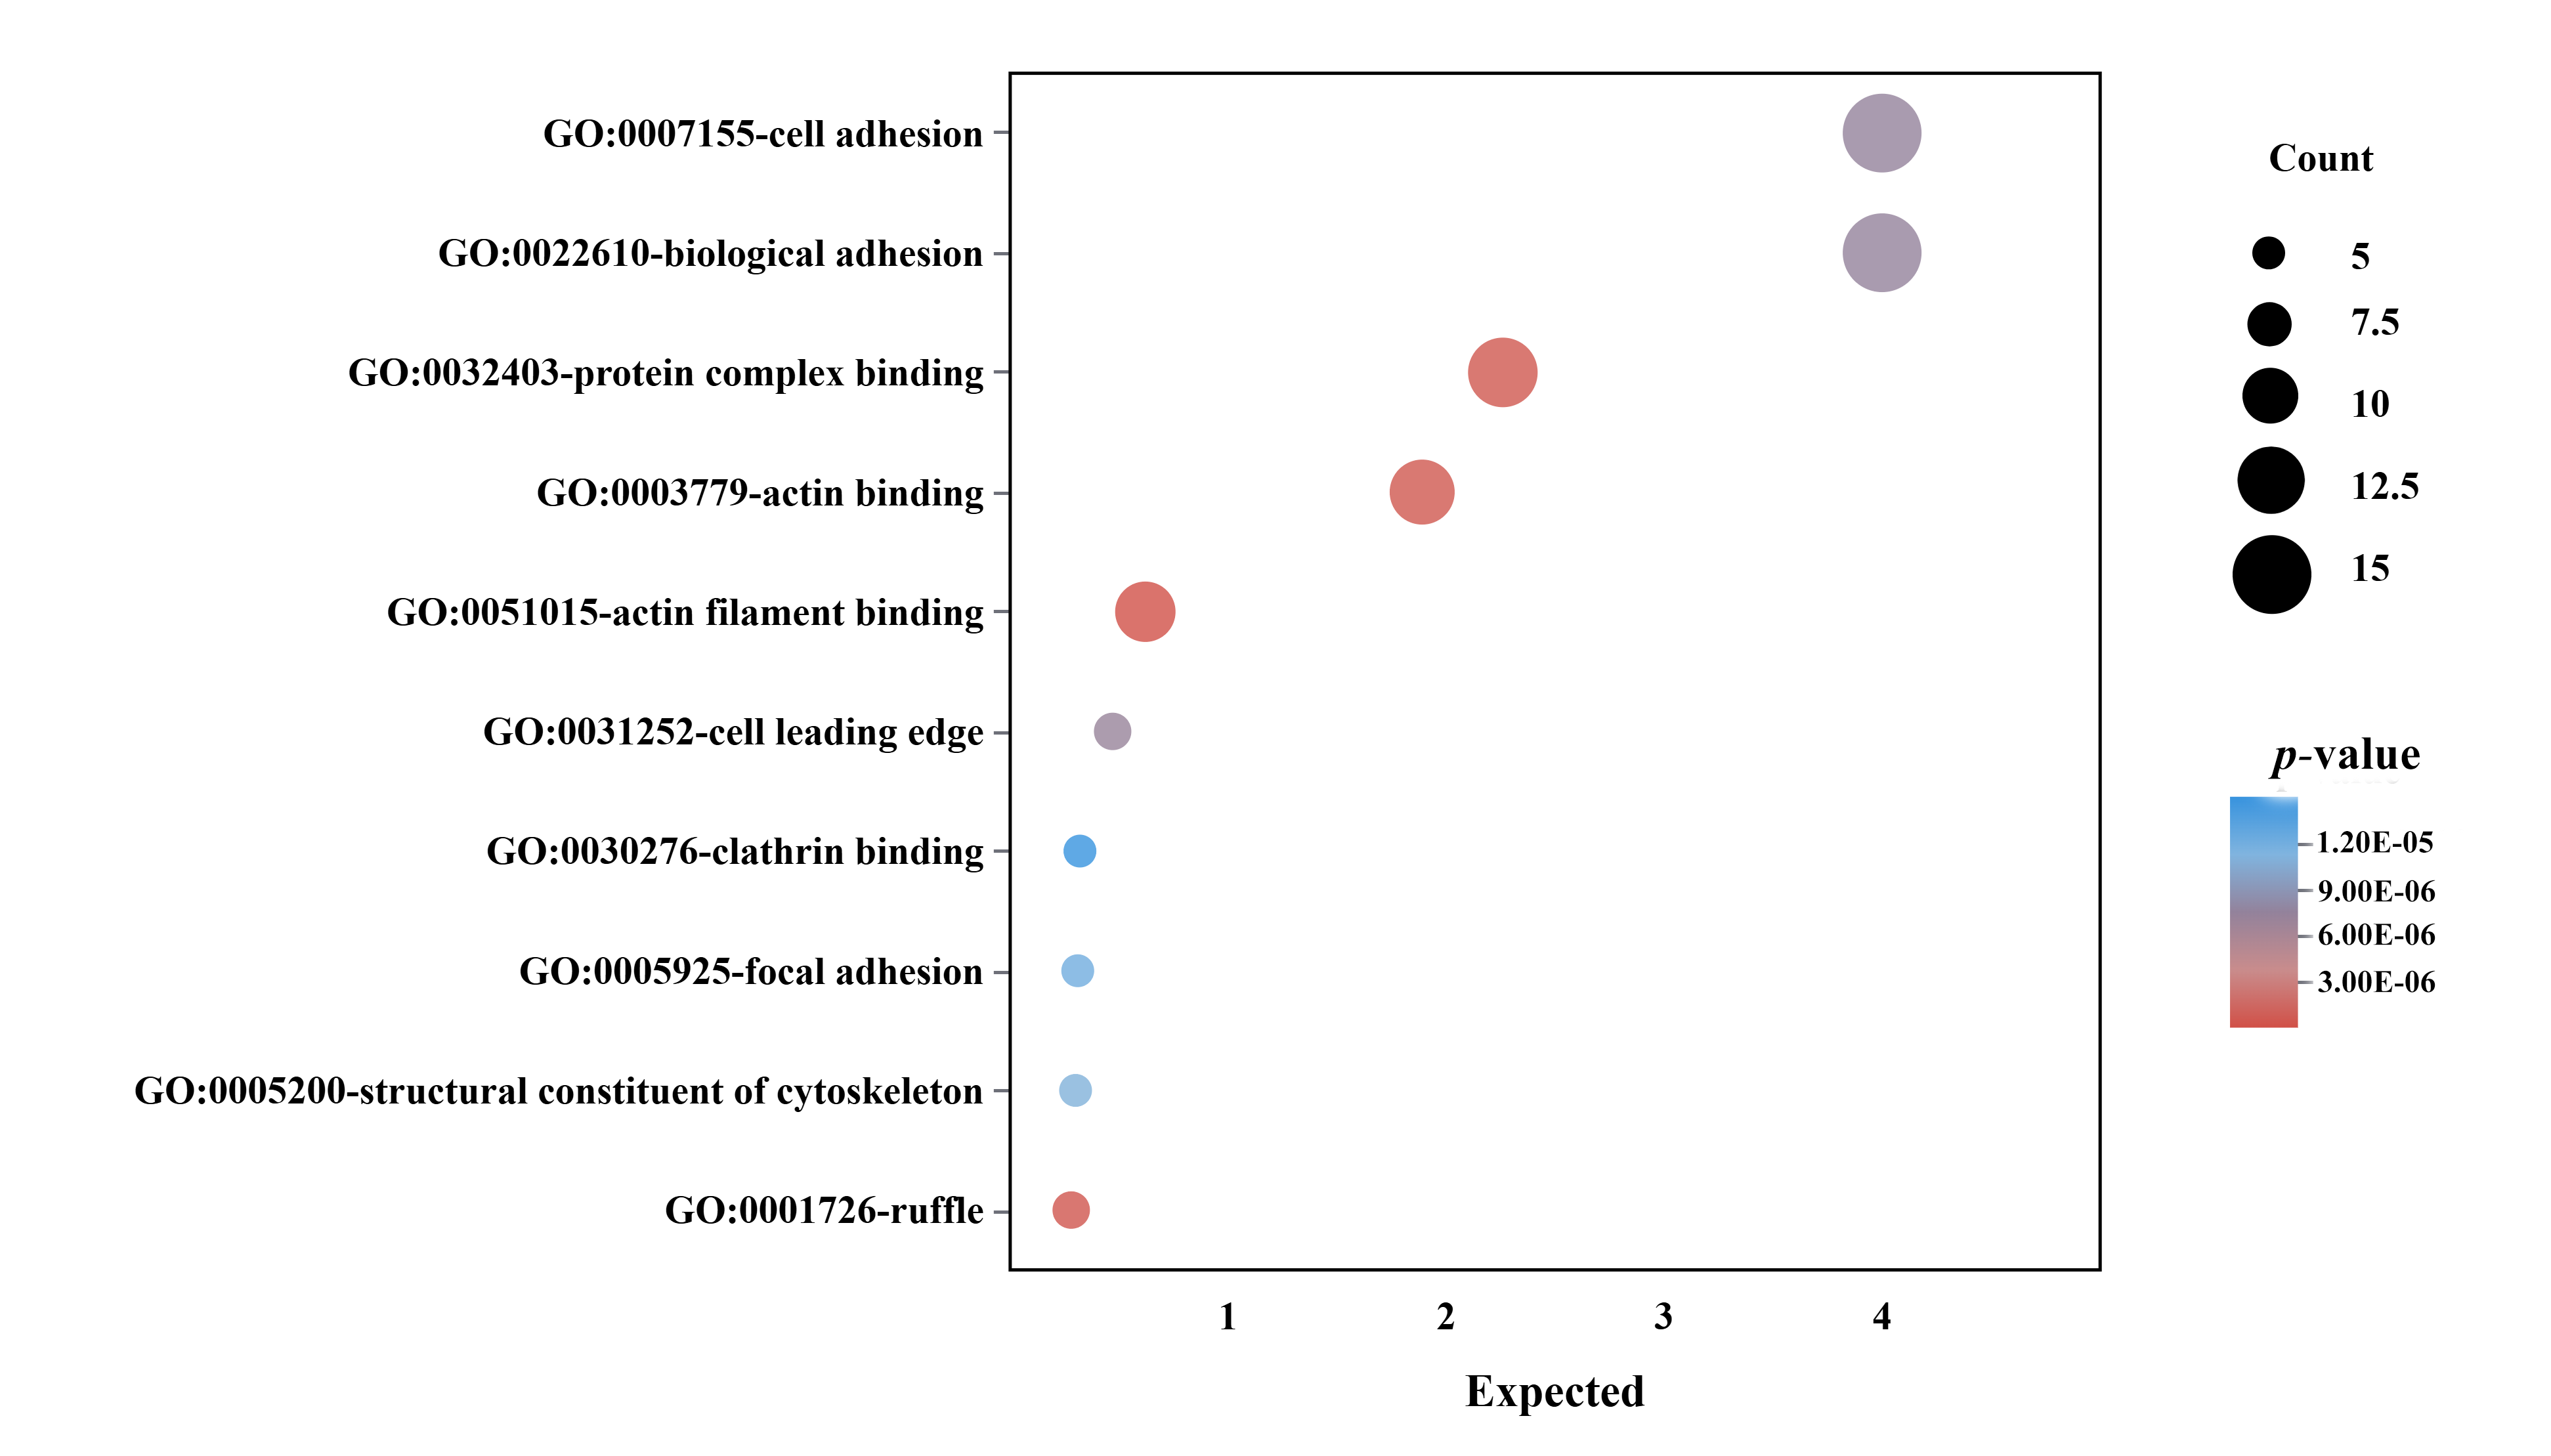 GO:0007155-cell adhesion
GO:0022610-biological adhesion
GO:0032403-protein complex binding
GO:0003779-actin binding
GO:0051015-actin filament binding
GO:0031252-cell leading edge
GO:0030276-clathrin binding
GO:0005925-focal adhesion
GO:0005200-structural constituent of cytoskeleton
GO:0001726-ruffle
1 2 3 4
Expected
Count
5
7.5
10
12.5
15
p-value
1.20E-05
9.00E-06
6.00E-06
3.00E-06